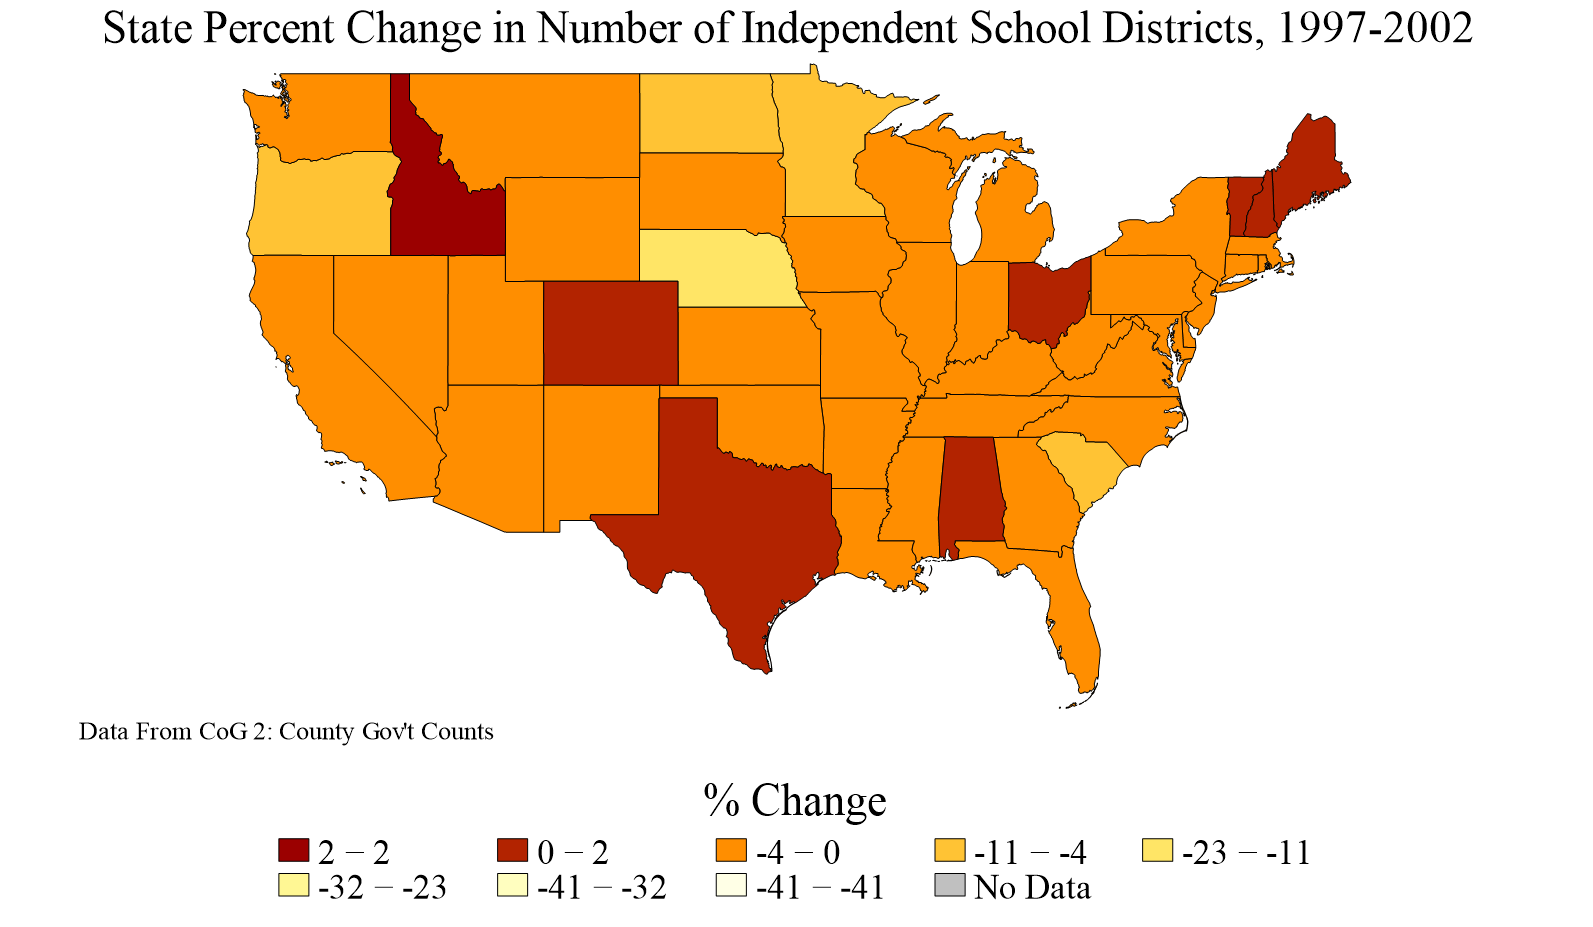 State Percent Change in Number of Independent School Districts, 1997-2002
Data From CoG 2: County Gov't Counts
% Change
2 − 2 0 − 2 -4 − 0 -11 − -4 -23 − -11
-32 − -23 -41 − -32 -41 − -41 No Data